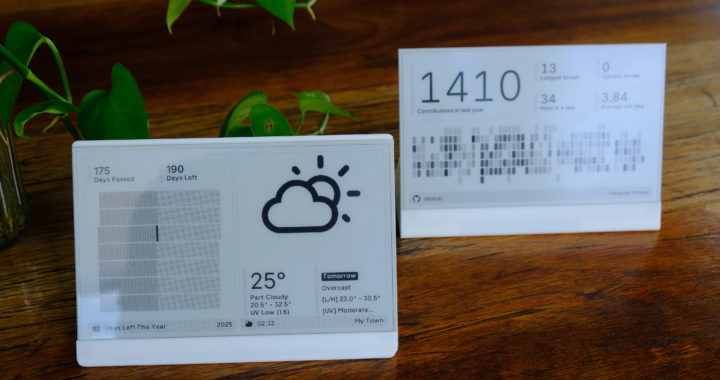 175
Days Passed
190
Days Left
Days Left This Year
2025
25°
Part Cloudy
20.5° - 32.5°
UV Low (1.6)
Tomorrow
Overcast
[L/H] 23.0° - 30.5°
[UV] Moderate...
02:32
My Town
1410
Contributions in last year
13
Longest streak
0
Current streak
34
Most in a day
3.84
Average per day
GitHub
Personal GitHub